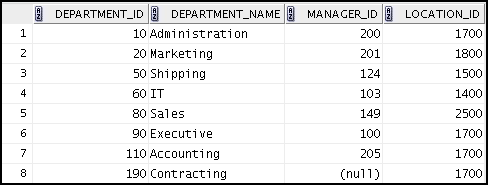 DEPARTMENT_ID DEPARTMENT_NAME MANAGER_ID LOCATION_ID
1 10 Administration 200 1700
2 20 Marketing 201 1800
3 50 Shipping 124 1500
4 60 IT 103 1400
5 80 Sales 149 2500
6 90 Executive 100 1700
7 110 Accounting 205 1700
8 190 Contracting (null) 1700